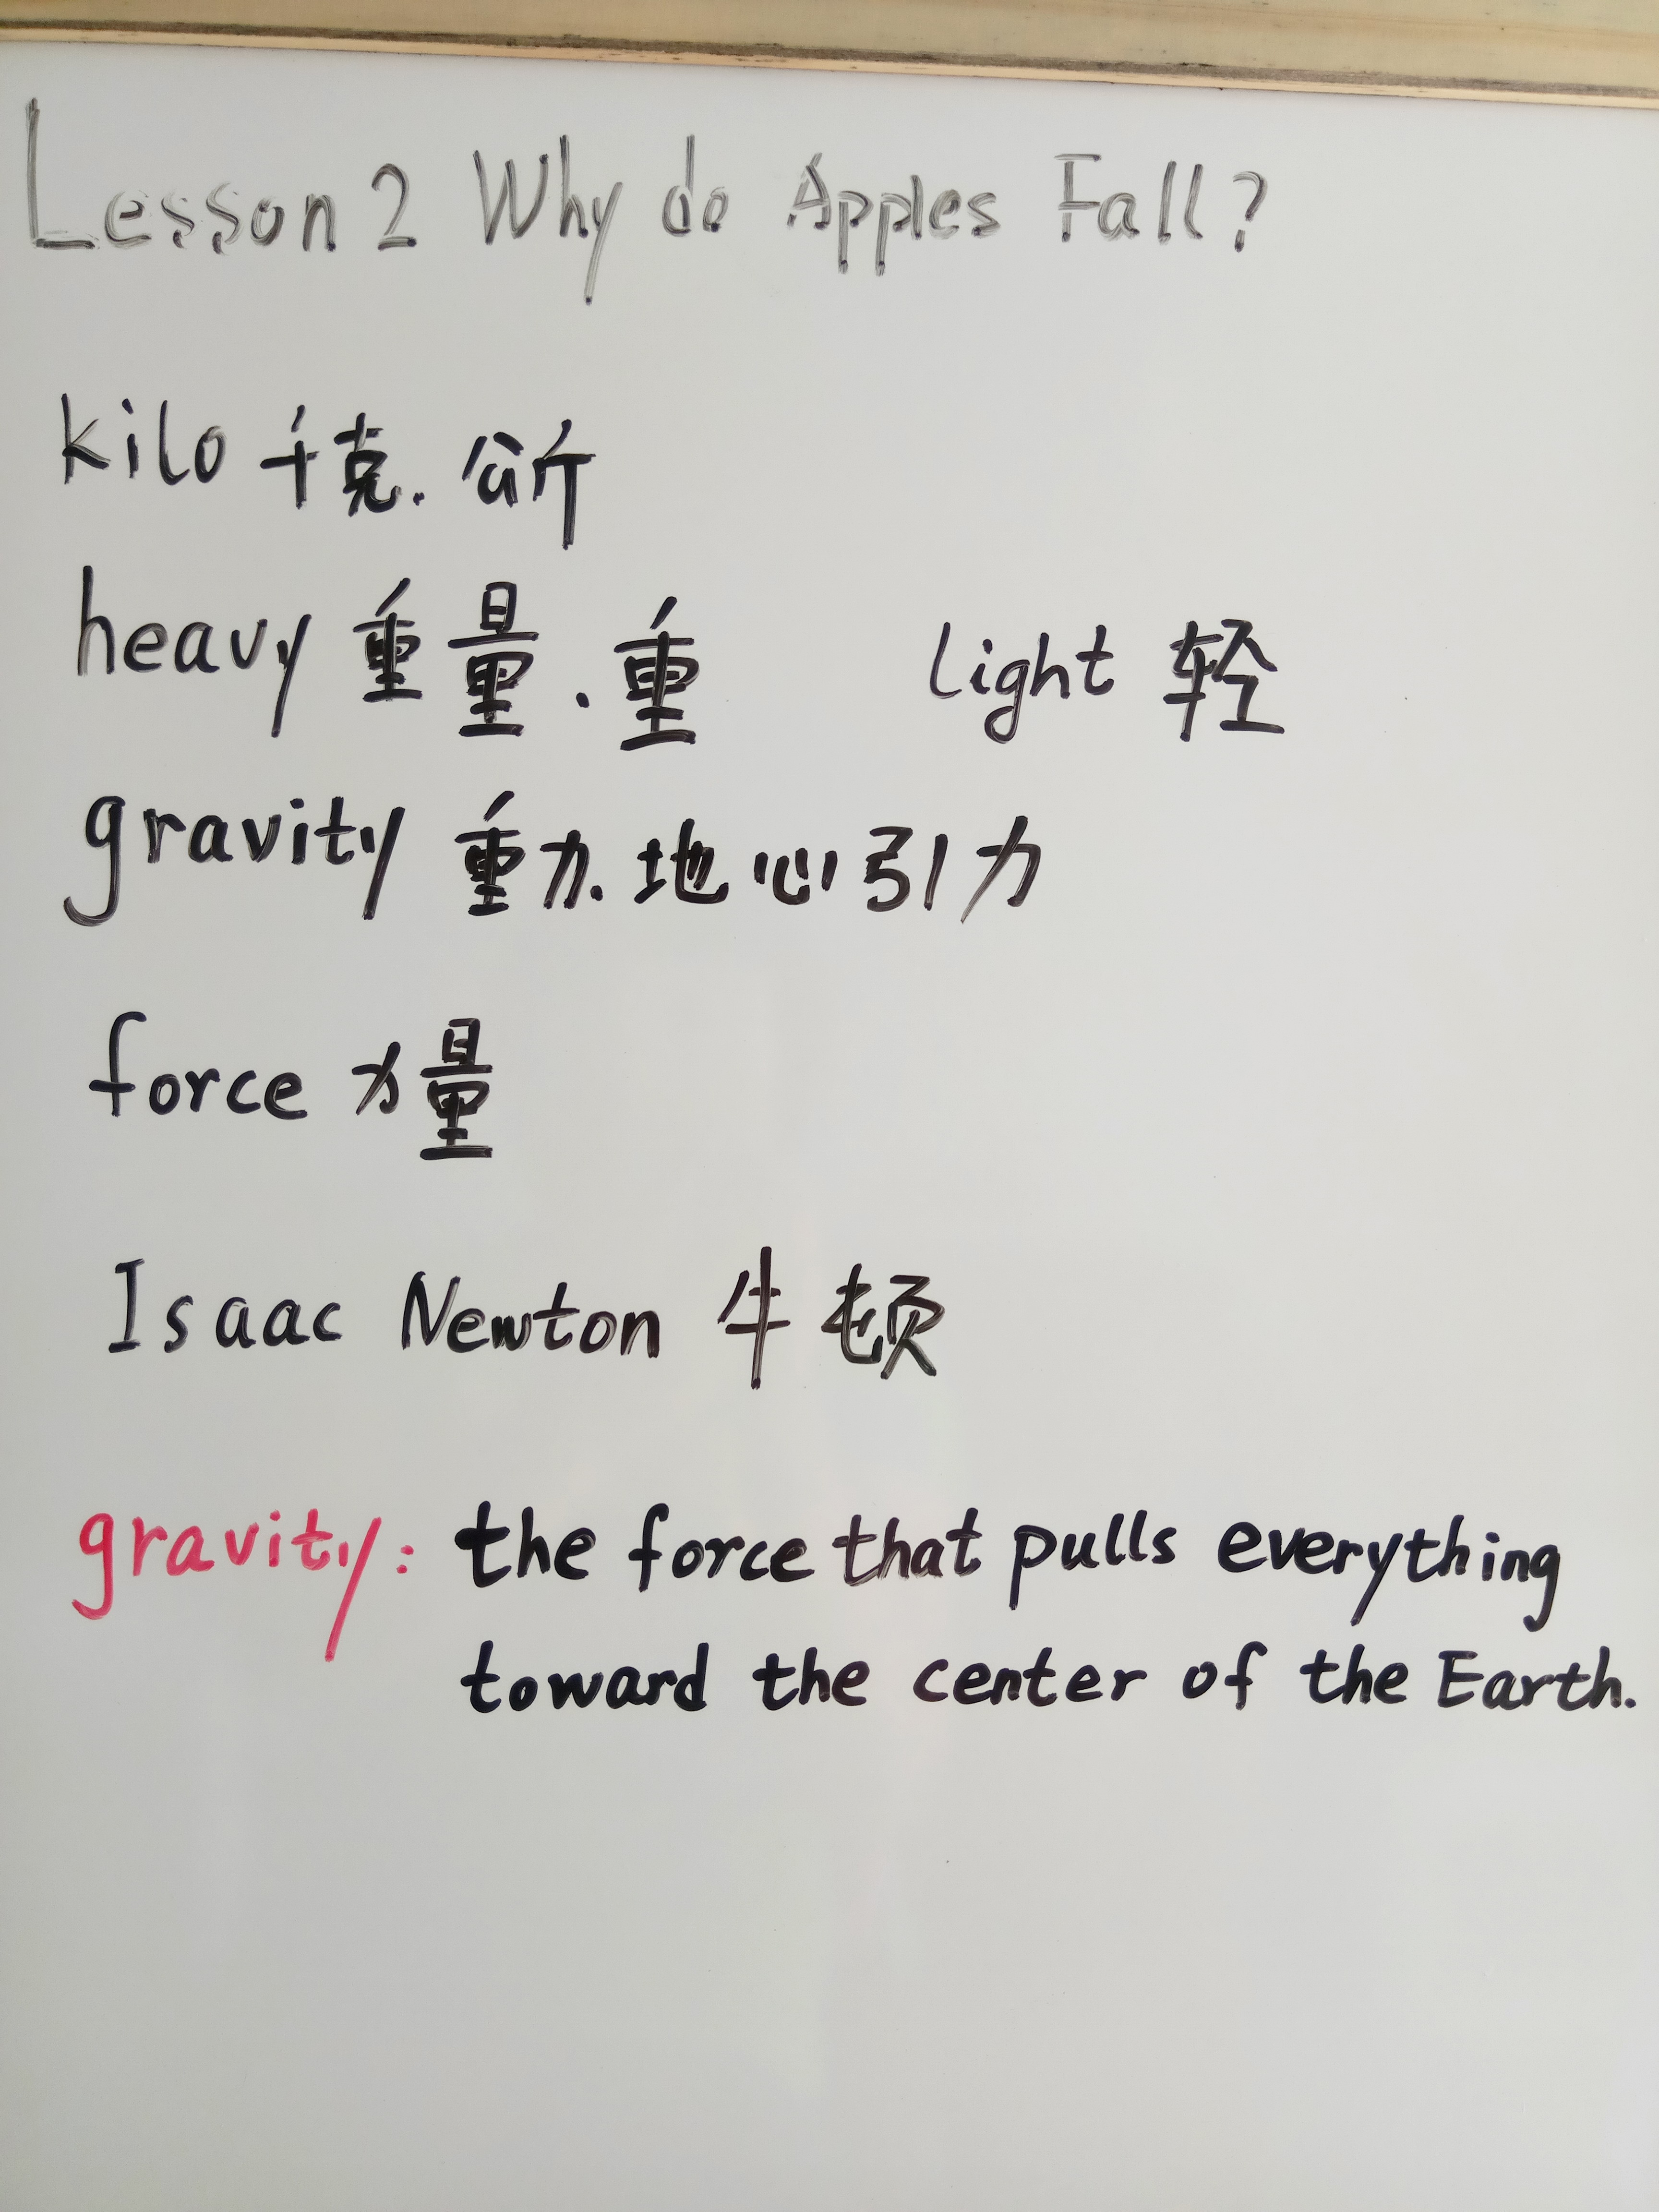 Lesson 2 Why do Apples Fall?
kilo 千克. 公斤
heavy 重量.重 light 轻
gravity 重力.地心引力
force 力量
Isaac Newton 牛顿
gravity: the force that pulls everything
toward the center of the Earth.